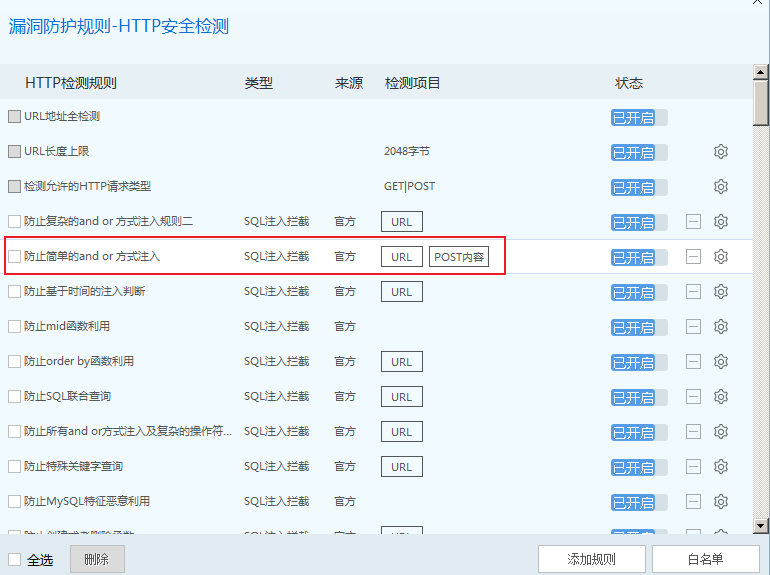 漏洞防护规则-HTTP安全检测
HTTP检测规则 类型 来源 检测项目 状态
URL地址全检测 已开启
URL长度上限 2048字节 已开启
检测允许的HTTP请求类型 GET|POST 已开启
防止复杂的and or 方式注入规则二 SQL注入拦截 官方 URL 已开启
防止简单的and or 方式注入 SQL注入拦截 官方 URL POST内容 已开启
防止基于时间的注入判断 SQL注入拦截 官方 URL 已开启
防止mid函数利用 SQL注入拦截 官方 已开启
防止order by函数利用 SQL注入拦截 官方 URL 已开启
防止SQL联合查询 SQL注入拦截 官方 URL 已开启
防止所有and or方式注入及复杂的操作符... SQL注入拦截 官方 URL 已开启
防止特殊关键字查询 SQL注入拦截 官方 URL 已开启
防止MySQL特征恶意利用 SQL注入拦截 官方 已开启
全选 删除 添加规则 白名单